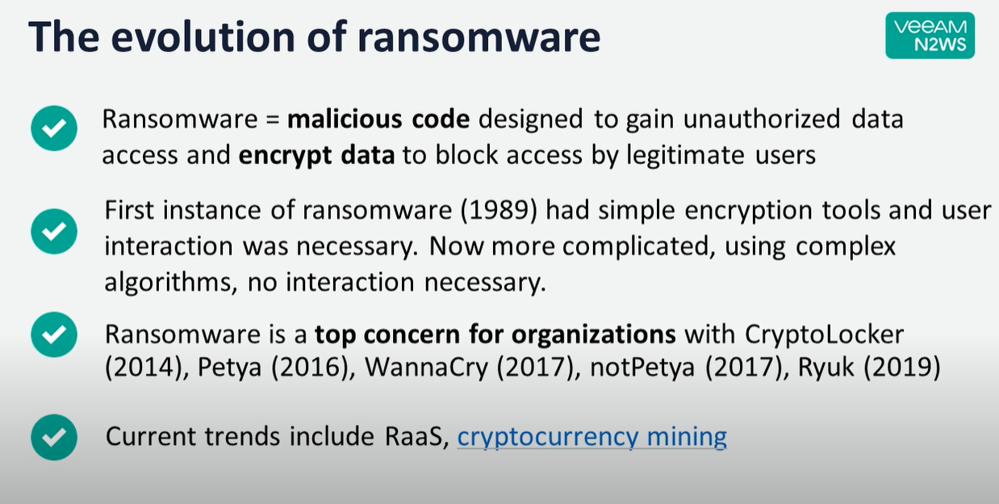 The evolution of ransomware
veeAM
N2WS
Ransomware = malicious code designed to gain unauthorized data
access and encrypt data to block access by legitimate users
First instance of ransomware (1989) had simple encryption tools and user
interaction was necessary. Now more complicated, using complex
algorithms, no interaction necessary.
Ransomware is a top concern for organizations with CryptoLocker
(2014), Petya (2016), WannaCry (2017), notPetya (2017), Ryuk (2019)
Current trends include RaaS, cryptocurrency mining